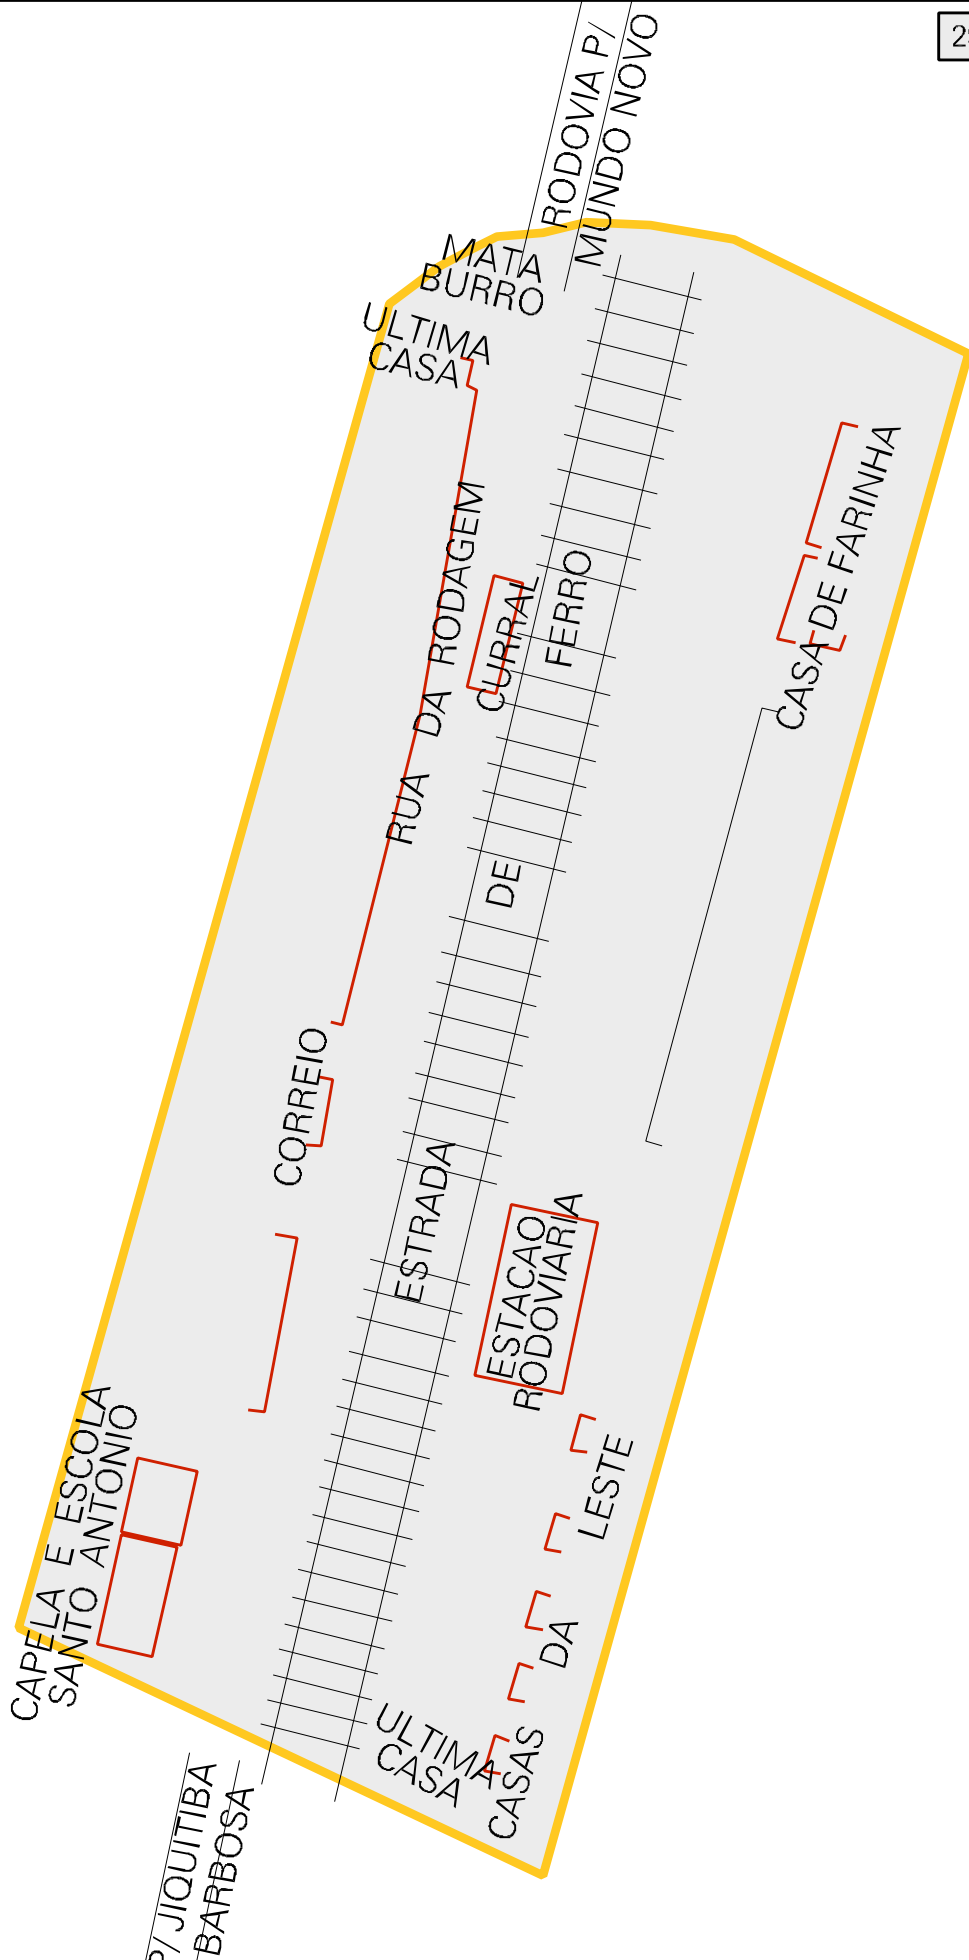 RODOVIA P/
MUNDO NOVO
MATA
BURRO
ULTIMA
CASA
RUA DA RODAGEM
CURRAL
CASA DE FARINHA
ESTRADA DE FERRO
CORREIO
ESTACAO
RODOVIARIA
CAPELA E ESCOLA
SANTO ANTONIO
CASAS DA LESTE
ULTIMA
CASA
P/ JIQUITIBA
BARBOSA